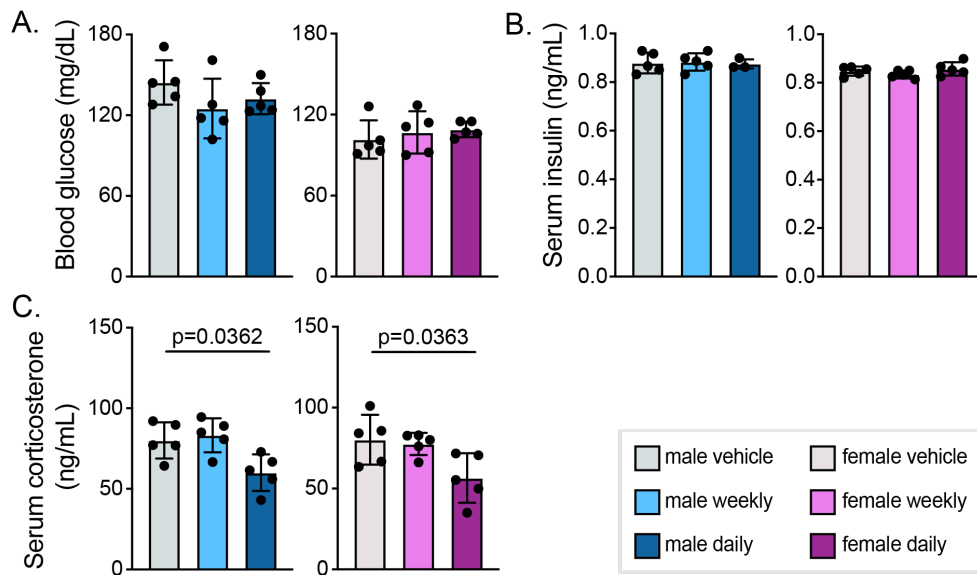 A.
Blood glucose (mg/dL)
180
120
60
0
180
120
60
0
B.
Serum insulin (ng/mL)
1.0
0.8
0.6
0.4
0.2
0.0
1.0
0.8
0.6
0.4
0.2
0.0
C.
Serum corticosterone
(ng/mL)
150
100
50
0
p=0.0362
150
100
50
0
p=0.0363
male vehicle
female vehicle
male weekly
female weekly
male daily
female daily